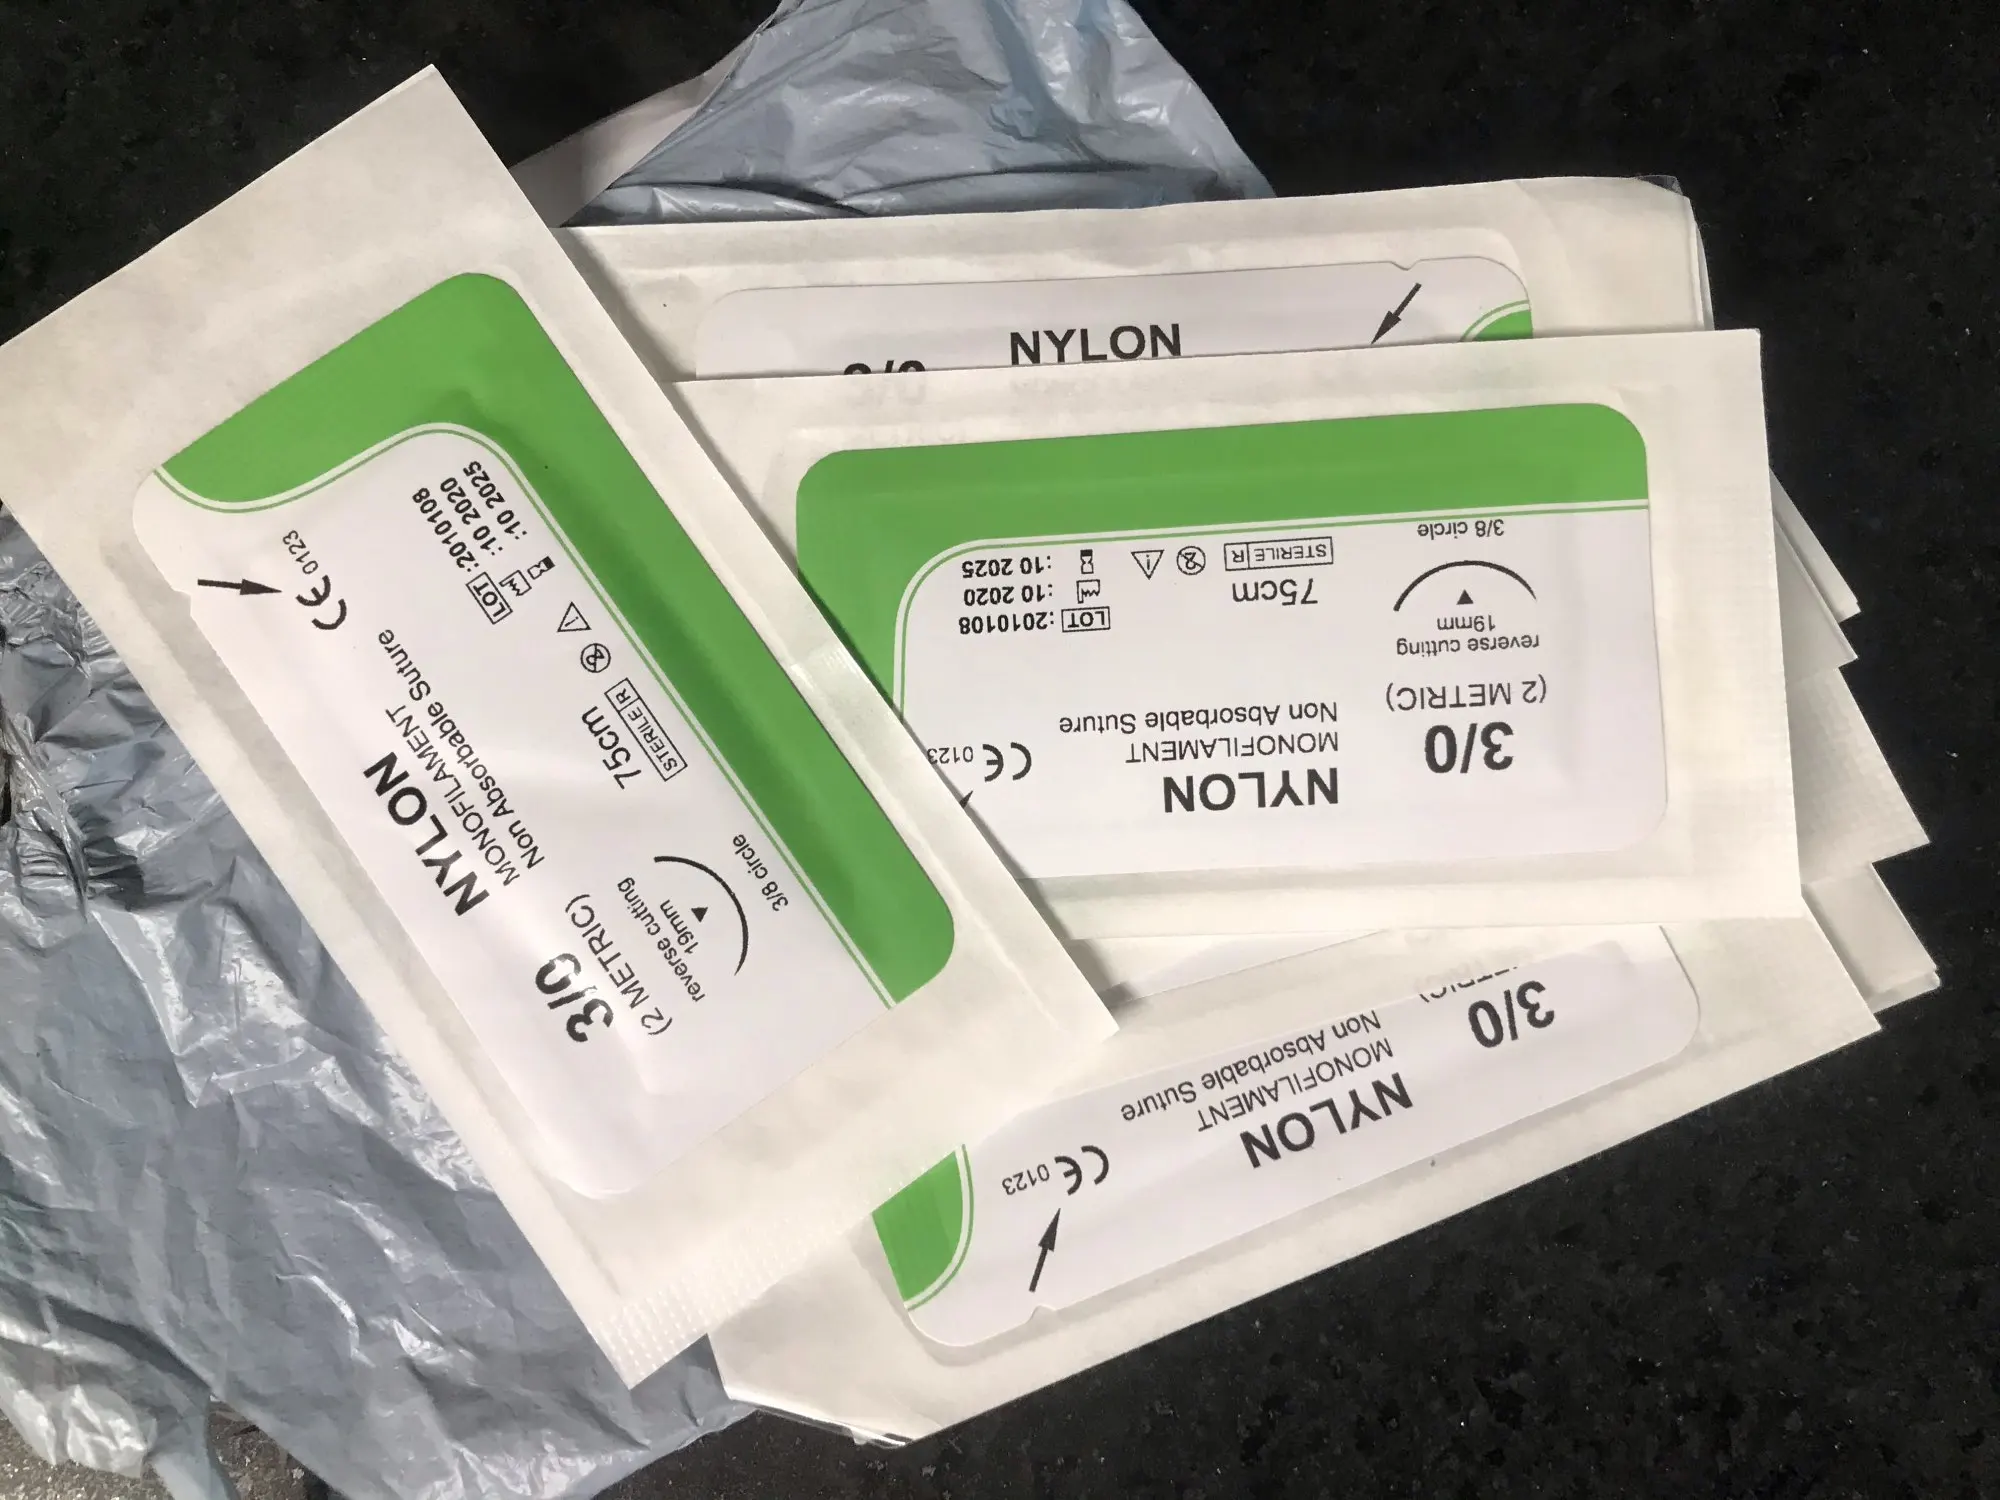 NYLON
3/0
(2 METRIC)
NYLON
MONOFILAMENT
Non Absorbable Suture
CE 0123
reverse cutting
19mm
3/8 circle
75cm
STERILE R
LOT :2010108
:10 2020
:10 2025
3/0
(2 METRIC)
NYLON
MONOFILAMENT
Non Absorbable Suture
CE 0123
reverse cutting
19mm
3/8 circle
75cm
STERILE R
LOT :2010108
:10 2020
:10 2025
3/0
NYLON
MONOFILAMENT
Non Absorbable Suture
CE 0123